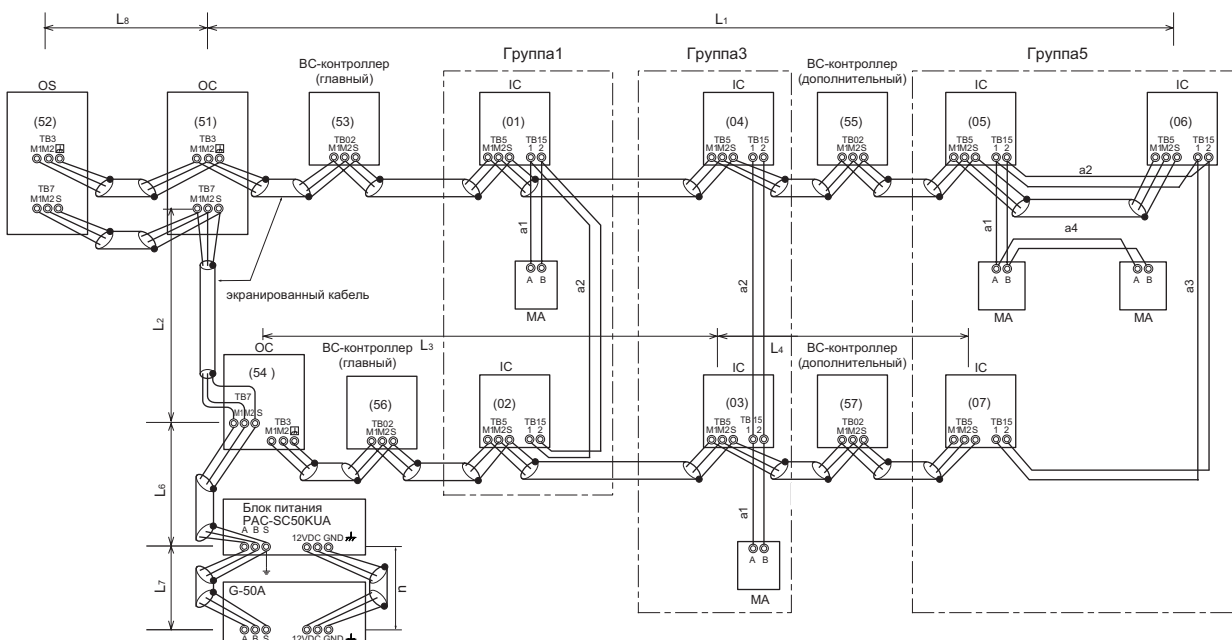 L8
L1
Группа1
Группа3
Группа5
ВС-контроллер
(главный)
ВС-контроллер
(дополнительный)
OS
OC
IC
IC
IC
IC
(52)
(51)
(53)
(01)
(04)
(55)
(05)
(06)
TB3
M1M2
TB3
M1M2
TB02
M1M2S
TB5
M1M2S
TB15
1 2
TB5
M1M2S
TB15
1 2
TB02
M1M2S
TB5
M1M2S
TB15
1 2
TB5
M1M2S
TB15
1 2
TB7
M1M2 S
TB7
M1M2 S
a2
a1
a2
a2
a1
a4
a3
A B
MA
A B
MA
A B
MA
экранированный кабель
L2
L3
L4
OC
ВС-контроллер
(главный)
IC
IC
ВС-контроллер
(дополнительный)
IC
(54 )
(56)
(02)
(03)
(57)
(07)
TB7
M1M2 S
TB3
M1M2
TB02
M1M2S
TB5
M1M2S
TB15
1 2
TB5
M1M2S
TB15
1 2
TB02
M1M2S
TB5
M1M2S
TB15
1 2
L6
Блок питания
PAC-SC50KUA
A B S
12VDC GND
a1
A B
MA
L7
n
G-50A
A B S
12VDC GND